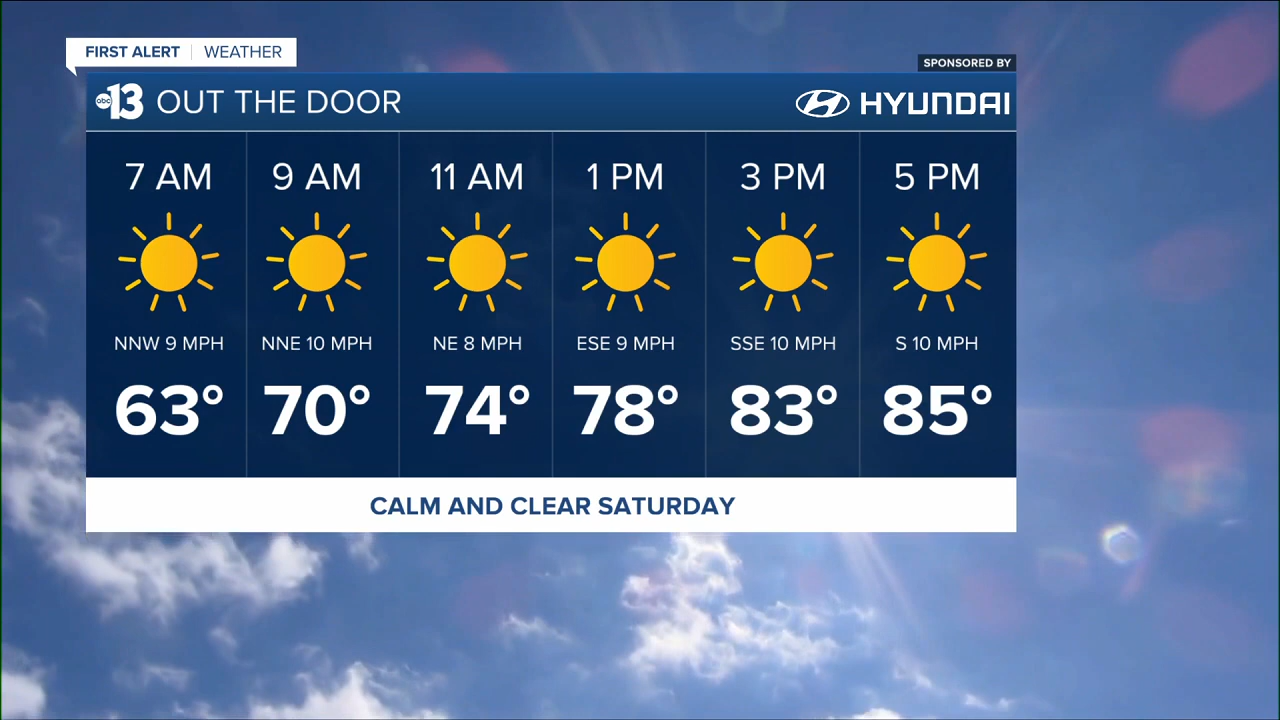 FIRST ALERT | WEATHER
SPONSORED BY
abc 13 OUT THE DOOR
HYUNDAI
7 AM 9 AM 11 AM 1 PM 3 PM 5 PM
NNW 9 MPH NNE 10 MPH NE 8 MPH ESE 9 MPH SSE 10 MPH S 10 MPH
63° 70° 74° 78° 83° 85°
CALM AND CLEAR SATURDAY